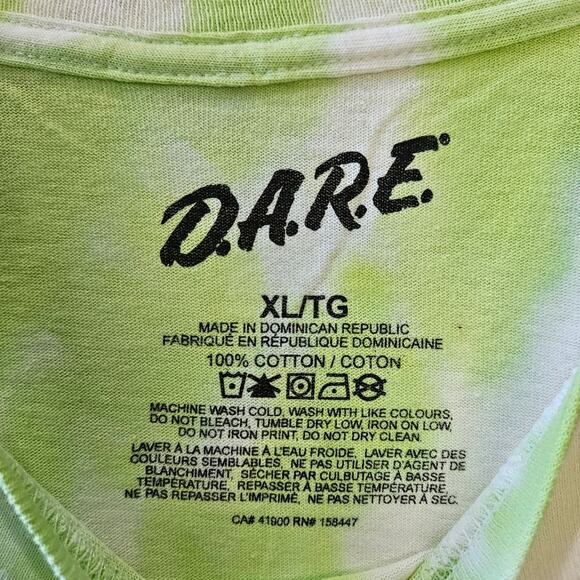 D.A.R.E.®
XL/TG
MADE IN DOMINICAN REPUBLIC
FABRIQUÉ EN RÉPUBLIQUE DOMINICAINE
100% COTTON / COTON
MACHINE WASH COLD, WASH WITH LIKE COLOURS,
DO NOT BLEACH, TUMBLE DRY LOW, IRON ON LOW,
DO NOT IRON PRINT, DO NOT DRY CLEAN.
LAVER À LA MACHINE À L'EAU FROIDE, LAVER AVEC DES
COULEURS SEMBLABLES, NE PAS UTILISER D'AGENT DE
BLANCHIMENT, SÉCHER PAR CULBUTAGE À BASSE
TEMPÉRATURE, REPASSER À BASSE TEMPÉRATURE,
NE PAS REPASSER L'IMPRIMÉ, NE PAS NETTOYER À SEC.
CA# 41900 RN# 158447